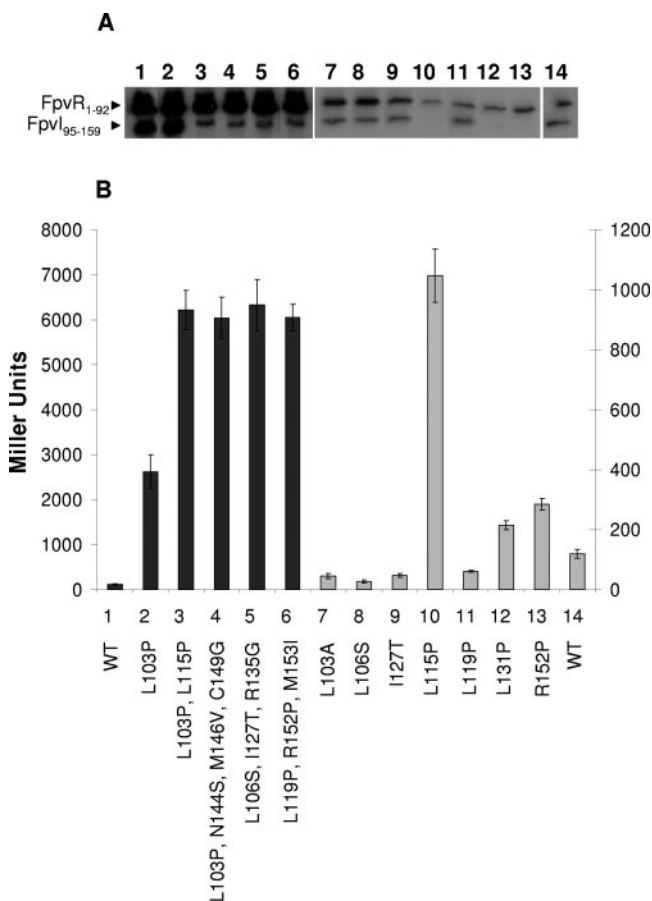 A
1 2 3 4 5 6 7 8 9 10 11 12 13 14
FpvR1-92
FpvI95-159
B
8000 1200
7000
6000 1000
5000 800
4000 600
3000 400
2000
1000 200
0 0
Miller Units
1 2 3 4 5 6 7 8 9 10 11 12 13 14
WT
L103P
L103P, L115P
L103P, N144S, M146V, C149G
L106S, I127T, R135G
L119P, R152P, M153I
L103A
L106S
I127T
L115P
L119P
L131P
R152P
WT